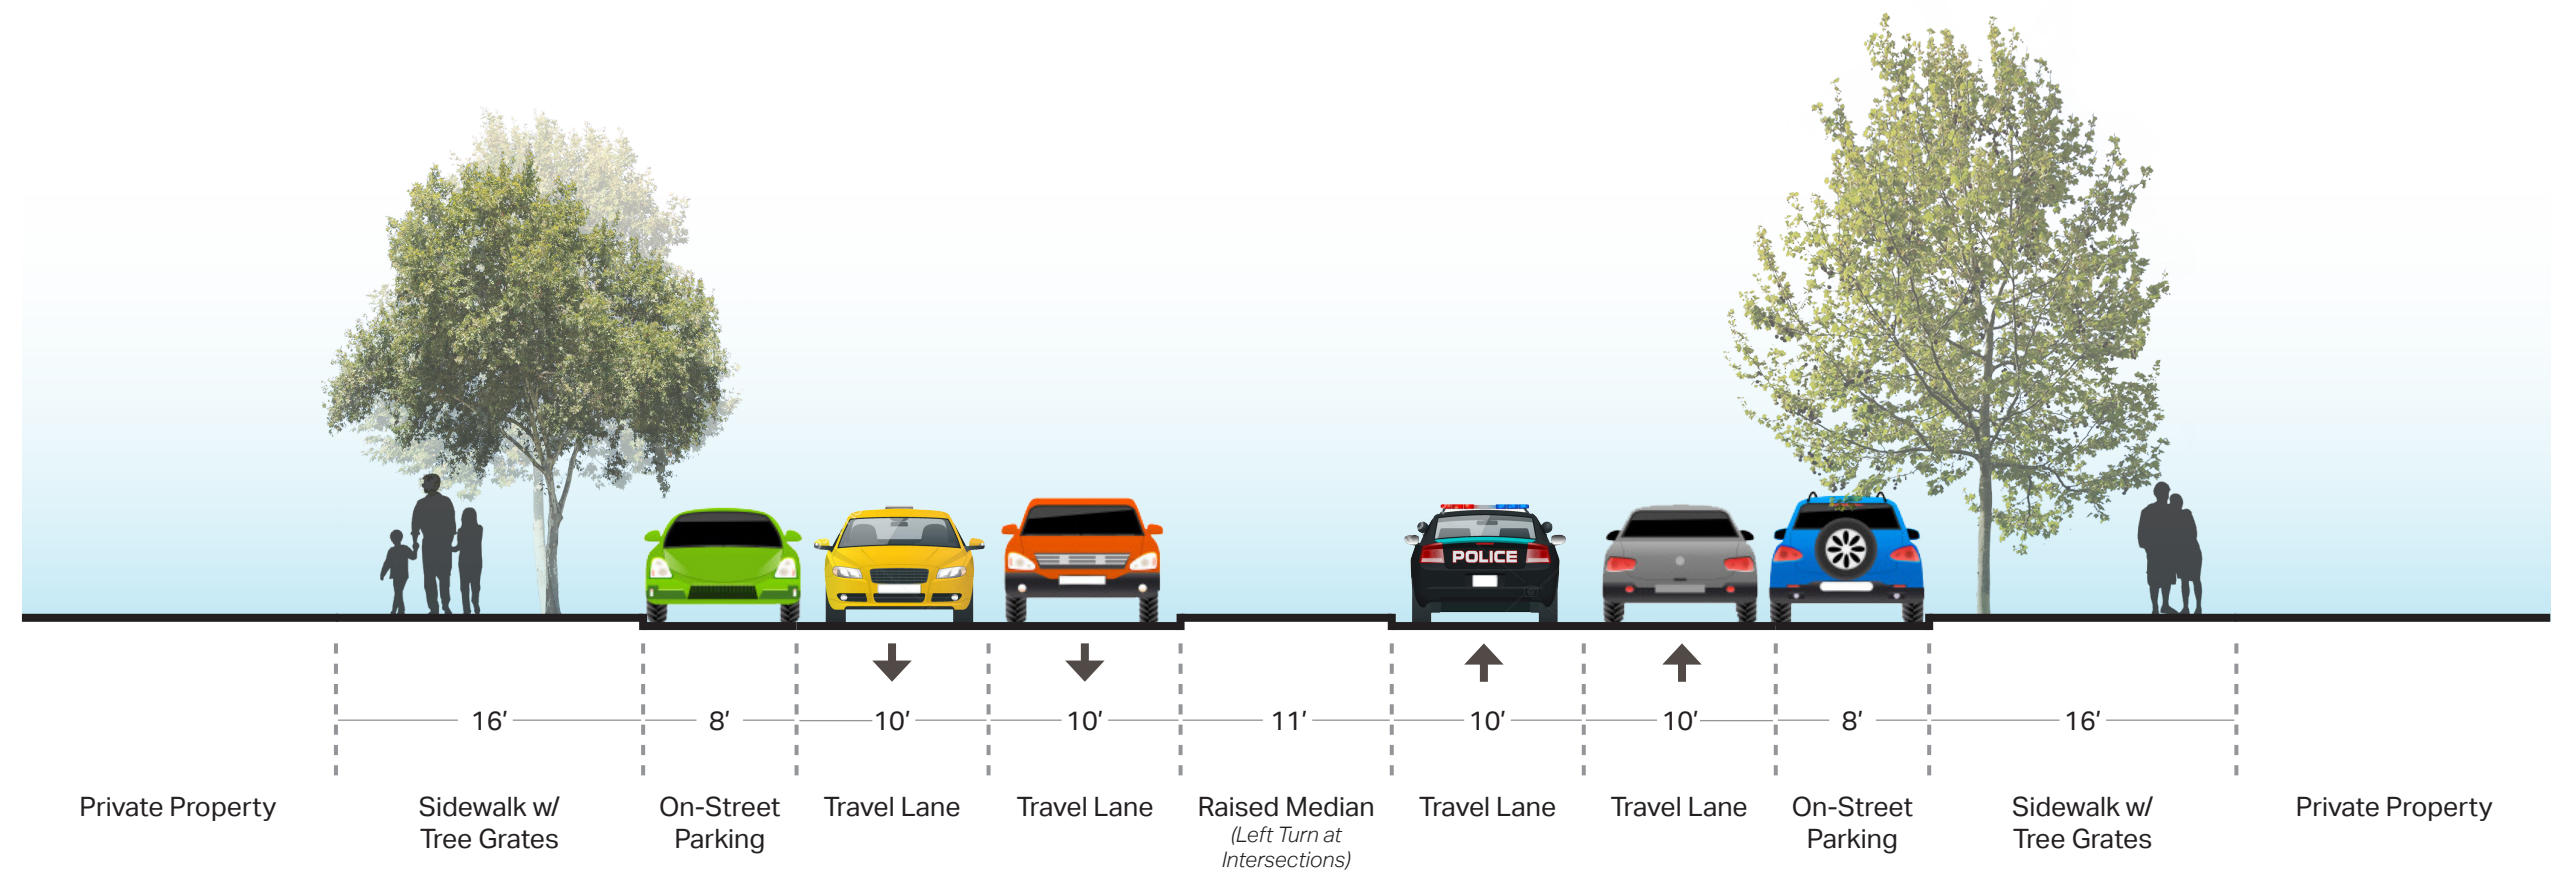 POLICE
16′
8′
10′
10′
11′
10′
10′
8′
16′
Private Property
Sidewalk w/
Tree Grates
On-Street
Parking
Travel Lane
Travel Lane
Raised Median
(Left Turn at
Intersections)
Travel Lane
Travel Lane
On-Street
Parking
Sidewalk w/
Tree Grates
Private Property